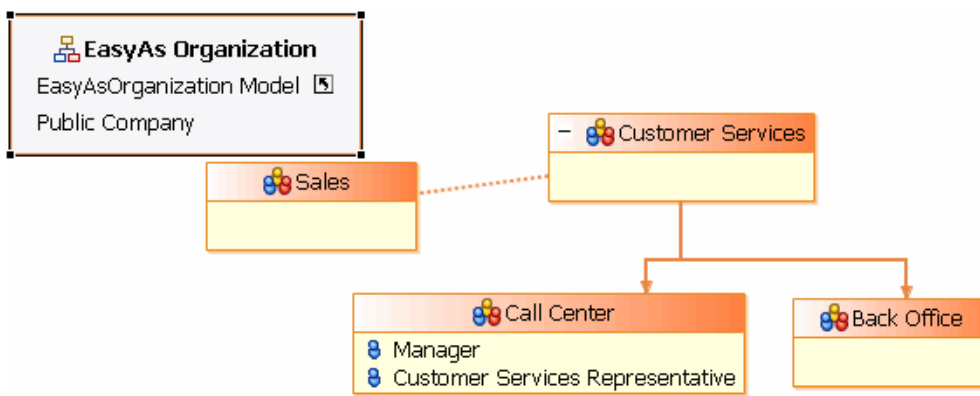 EasyAs Organization
EasyAsOrganization Model
Public Company
Customer Services
Sales
Call Center
Manager
Customer Services Representative
Back Office